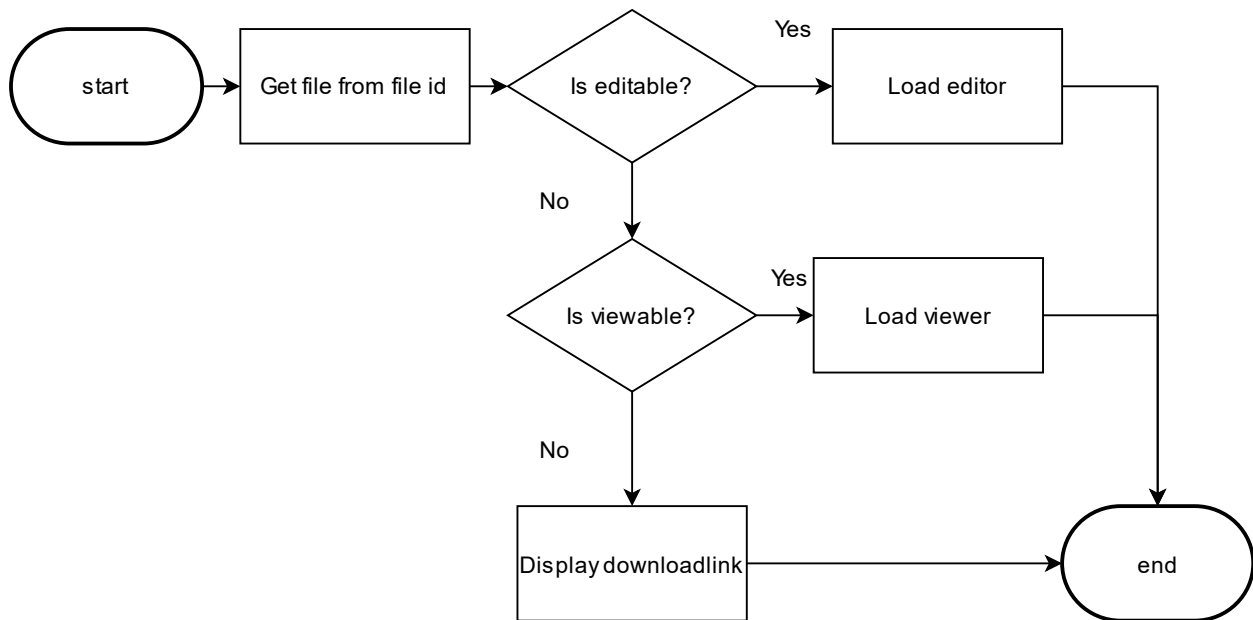 start
Get file from file id
Is editable?
Yes
Load editor
No
Is viewable?
Yes
Load viewer
No
Display downloadlink
end